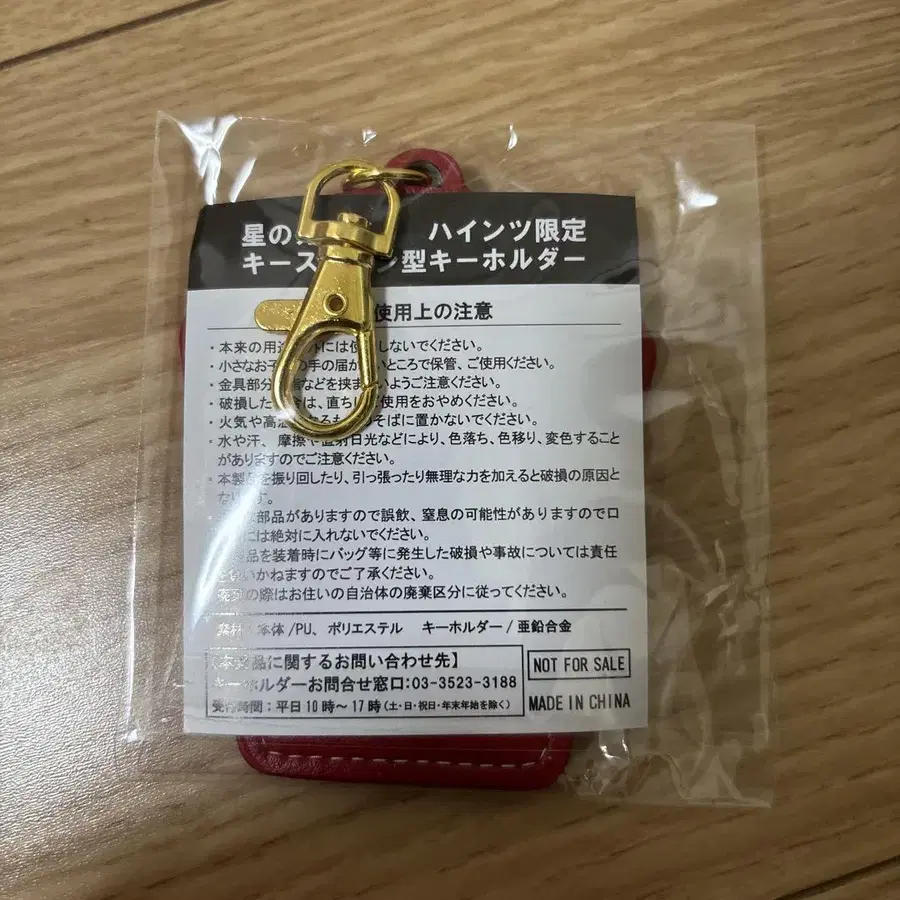 星の ハインツ限定
キース 型キーホルダー
使用上の注意
・本来の用 には使 しないでください。
・小さなお子 の手の届か いところで保管、ご使用ください。
・金具部分 などを挟ま いようご注意ください。
・破損した は、直ち 使用をおやめください。
・火気や高温 そばに置かないでください。
・水や汗、摩擦や直射日光などにより、色落ち、色移り、変色すること
がありますのでご注意ください。
・本製品を振り回したり、引っ張ったり無理な力を加えると破損の原因と
なります。
部品がありますので誤飲、窒息の可能性がありますので口
には絶対に入れないでください。
製品を装着時にバッグ等に発生した破損や事故については責任
いかねますのでご了承ください。
の際はお住いの自治体の廃棄区分に従ってください。
素材 本体/PU、ポリエステル キーホルダー/亜鉛合金
【本商品に関するお問い合わせ先】
キーホルダーお問合せ窓口:03-3523-3188
受付時間:平日10時〜17時(土・日・祝日・年末年始を除く)
NOT FOR SALE
MADE IN CHINA